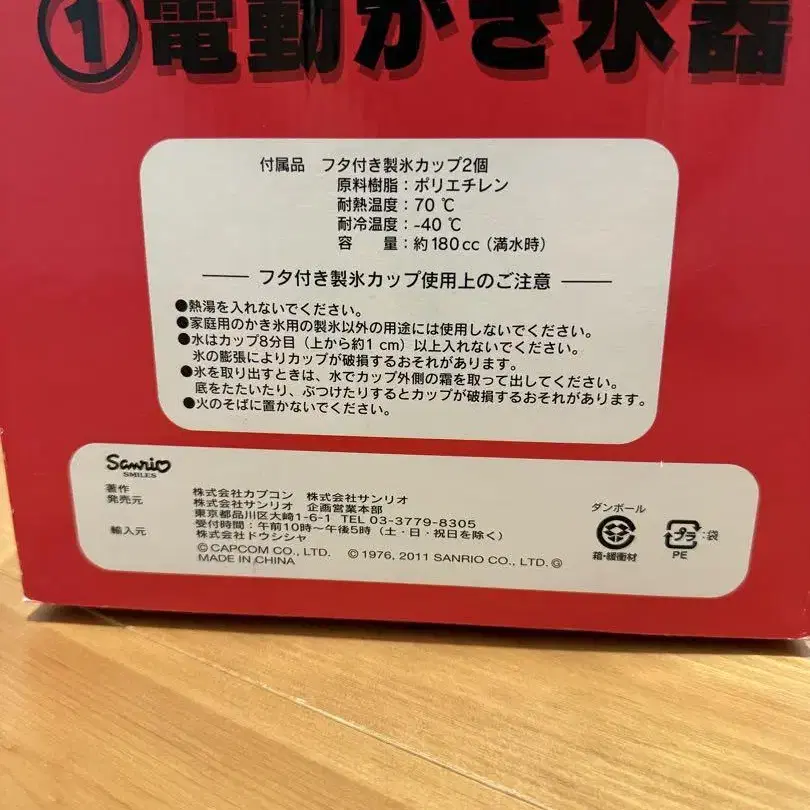 ①電動かき氷器
付属品 フタ付き製氷カップ2個
原料樹脂：ポリエチレン
耐熱温度：70 ℃
耐冷温度：-40 ℃
容 量：約180cc（満水時）
フタ付き製氷カップ使用上のご注意
●熱湯を入れないでください。
●家庭用のかき氷用の製氷以外の用途には使用しないでください。
●水はカップ8分目（上から約1 cm）以上入れないでください。
氷の膨張によりカップが破損するおそれがあります。
●氷を取り出すときは、水でカップ外側の霜を取って出してください。
底をたたいたり、ぶつけたりするとカップが破損するおそれがあります。
●火のそばに置かないでください。
Sanrio
SMILES
著作 株式会社カプコン 株式会社サンリオ
発売元 株式会社サンリオ 企画営業本部
東京都品川区大崎1-6-1 TEL 03-3779-8305
受付時間：午前10時～午後5時（土・日・祝日を除く）
輸入元 株式会社ドウシシャ
©CAPCOM CO., LTD. ©1976, 2011 SANRIO CO., LTD. Ⓖ
MADE IN CHINA
ダンボール
箱・緩衝材
プラ：袋
PE